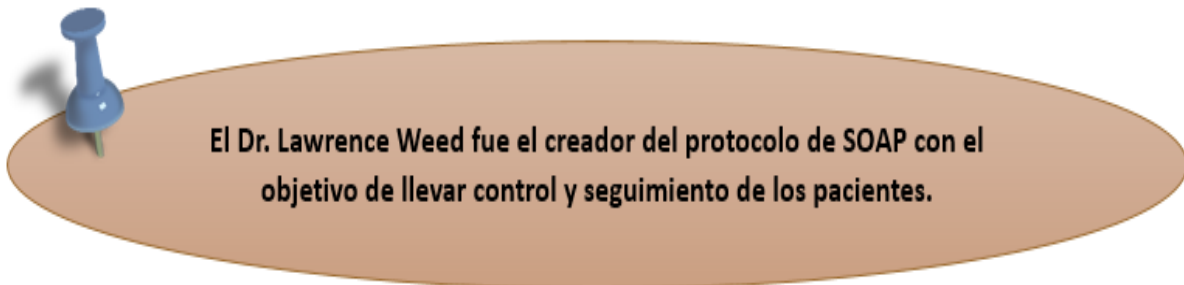 El Dr. Lawrence Weed fue el creador del protocolo de SOAP con el
objetivo de llevar control y seguimiento de los pacientes.